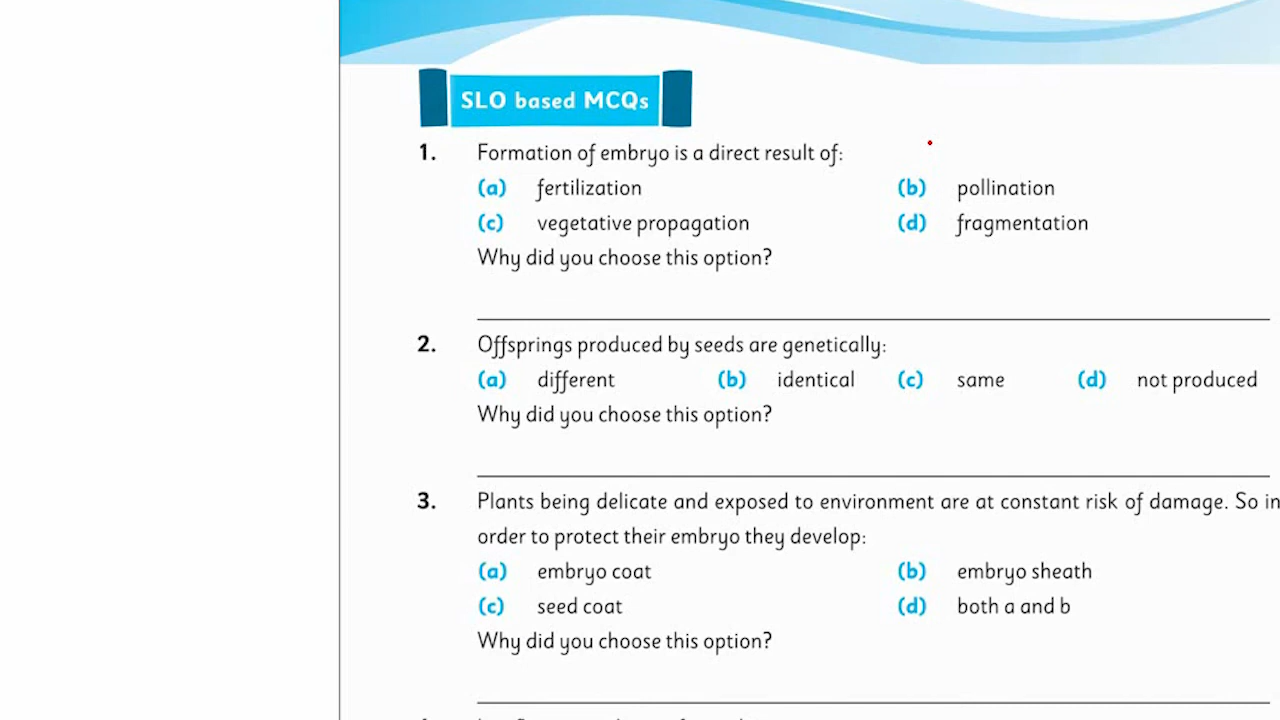 SLO based MCQs
1. Formation of embryo is a direct result of:
(a) fertilization (b) pollination
(c) vegetative propagation (d) fragmentation
Why did you choose this option?
2. Offsprings produced by seeds are genetically:
(a) different (b) identical (c) same (d) not produced
Why did you choose this option?
3. Plants being delicate and exposed to environment are at constant risk of damage. So in
order to protect their embryo they develop:
(a) embryo coat (b) embryo sheath
(c) seed coat (d) both a and b
Why did you choose this option?